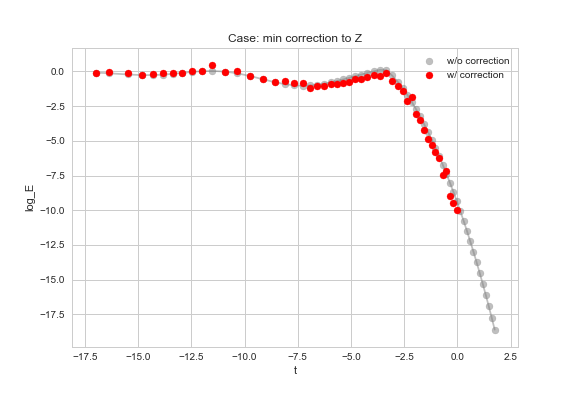 Case: min correction to Z
w/o correction
w/ correction
0.0
−2.5
−5.0
−7.5
−10.0
−12.5
−15.0
−17.5
log_E
−17.5 −15.0 −12.5 −10.0 −7.5 −5.0 −2.5 0.0 2.5
t